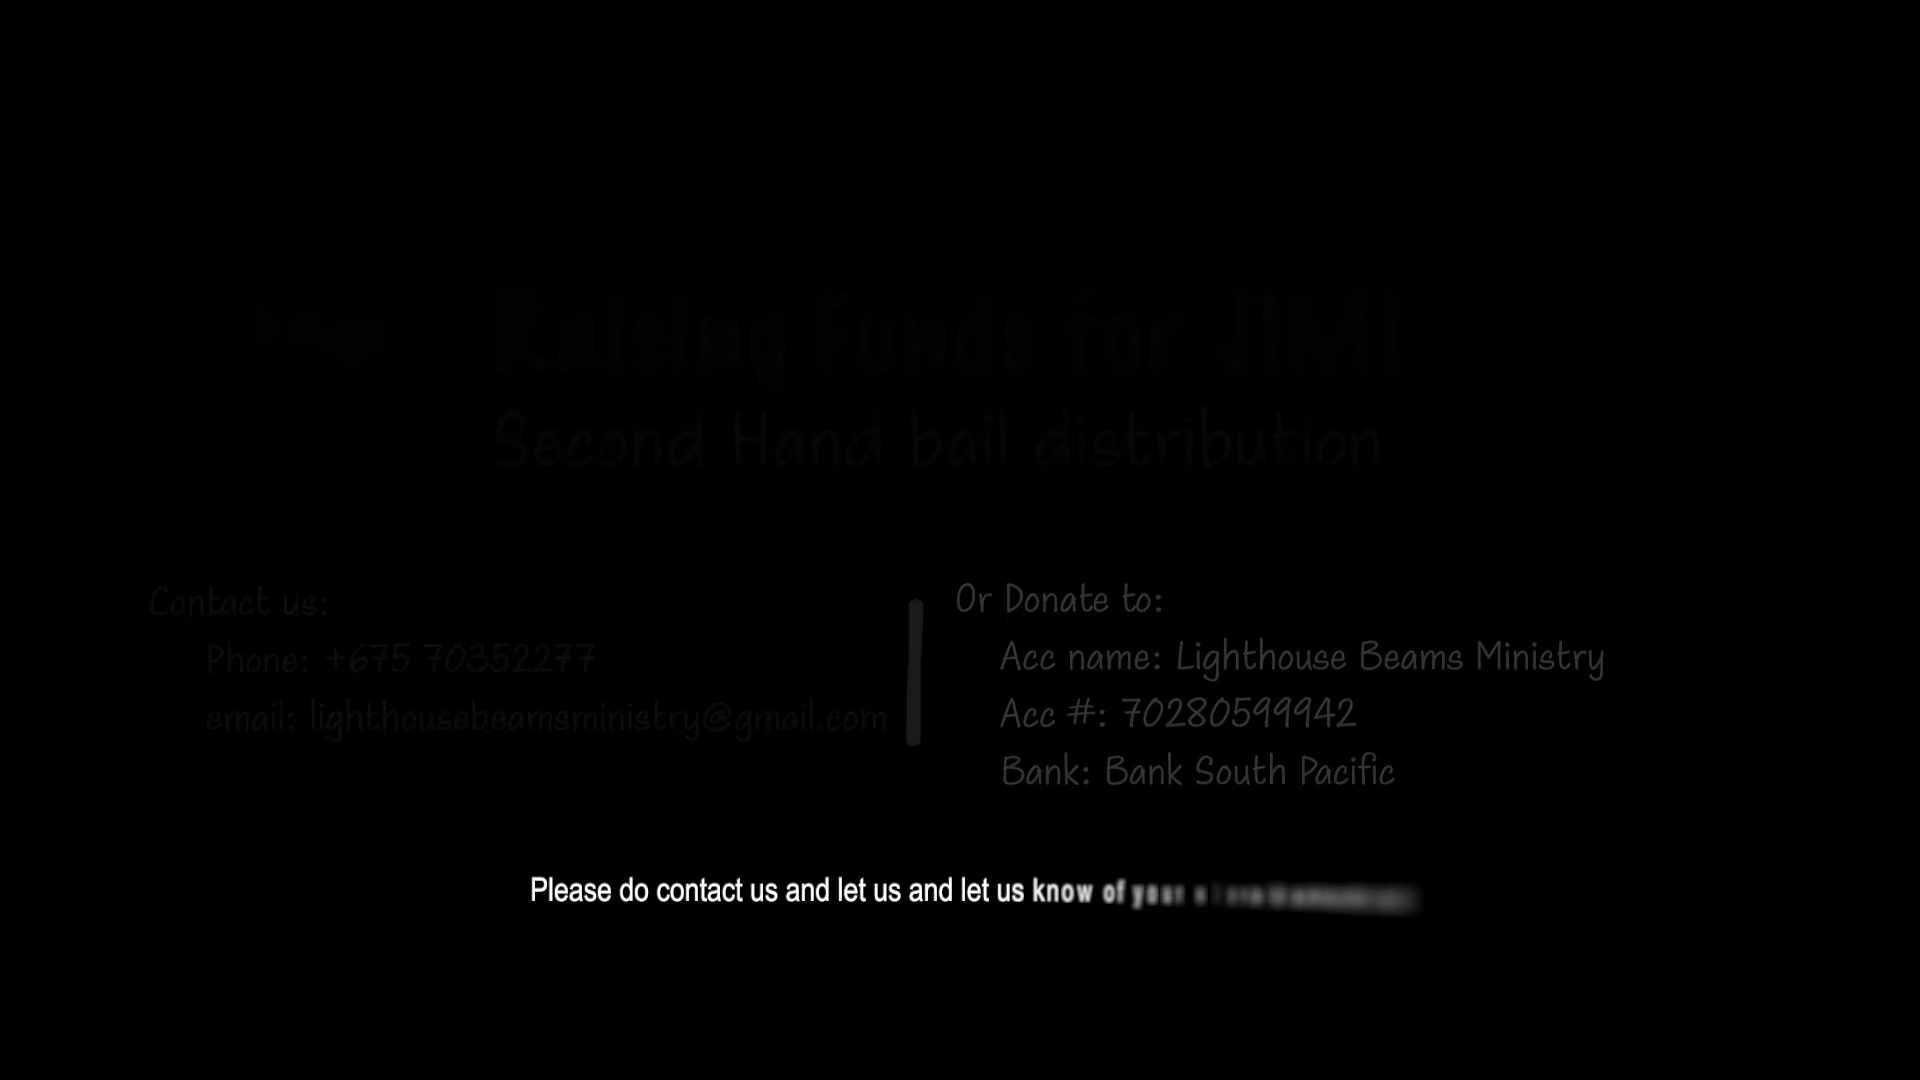 Raising Funds for JIM!
Second Hand bail distribution
Contact us:
Phone: +675 70352277
email: lighthousebeamsministry@gmail.com
Or Donate to:
Acc name: Lighthouse Beams Ministry
Acc #: 70280599942
Bank: Bank South Pacific
Please do contact us and let us and let us know of your